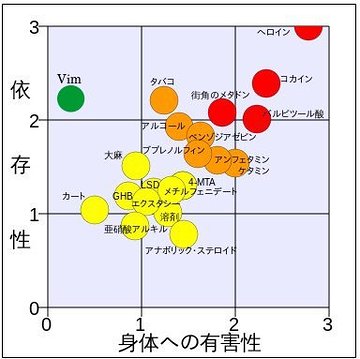 3
ヘロイン
Vim
コカイン
タバコ
街角のメタドン
依
バルビツール酸
2
アルコール
ベンゾジアゼピン
ブプレノルフィン
大麻
アンフェタミン
ケタミン
存
LSD
4-MTA
メチルフェニデート
カート
GHB
エクスタシー
1
溶剤
亜硝酸アルキル
性
アナボリック・ステロイド
0
0
1
2
3
身体への有害性